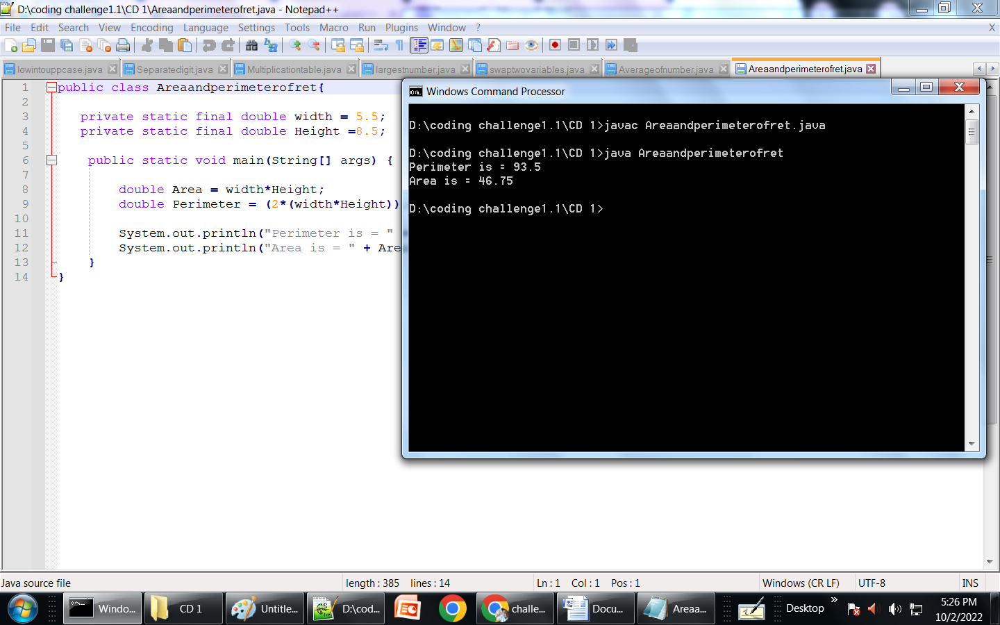 D:\coding challenge1.1\CD 1\Areaandperimeterofret.java - Notepad++
File Edit Search View Encoding Language Settings Tools Macro Run Plugins Window ? X
lowintouppcase.java Separatedigit.java Multiplicationtable.java largestnumber.java swaptwovariables.java Averageofnumber.java Areaandperimeterofret.java
1 public class Areaandperimeterofret{
2
3 private static final double width = 5.5;
4 private static final double Height =8.5;
5
6 public static void main(String[] args) {
7
8 double Area = width*Height;
9 double Perimeter = (2*(width*Height))
10
11 System.out.println("Perimeter is = "
12 System.out.println("Area is = " + Are
13 }
14 }
Windows Command Processor
D:\coding challenge1.1\CD 1>javac Areaandperimeterofret.java
D:\coding challenge1.1\CD 1>java Areaandperimeterofret
Perimeter is = 93.5
Area is = 46.75
D:\coding challenge1.1\CD 1>
Java source file length : 385 lines : 14 Ln : 1 Col : 1 Pos : 1 Windows (CR LF) UTF-8 INS
Windo... CD 1 Untitle... D:\cod... challe... Docu... Areaa... Desktop » 5:26 PM
10/2/2022